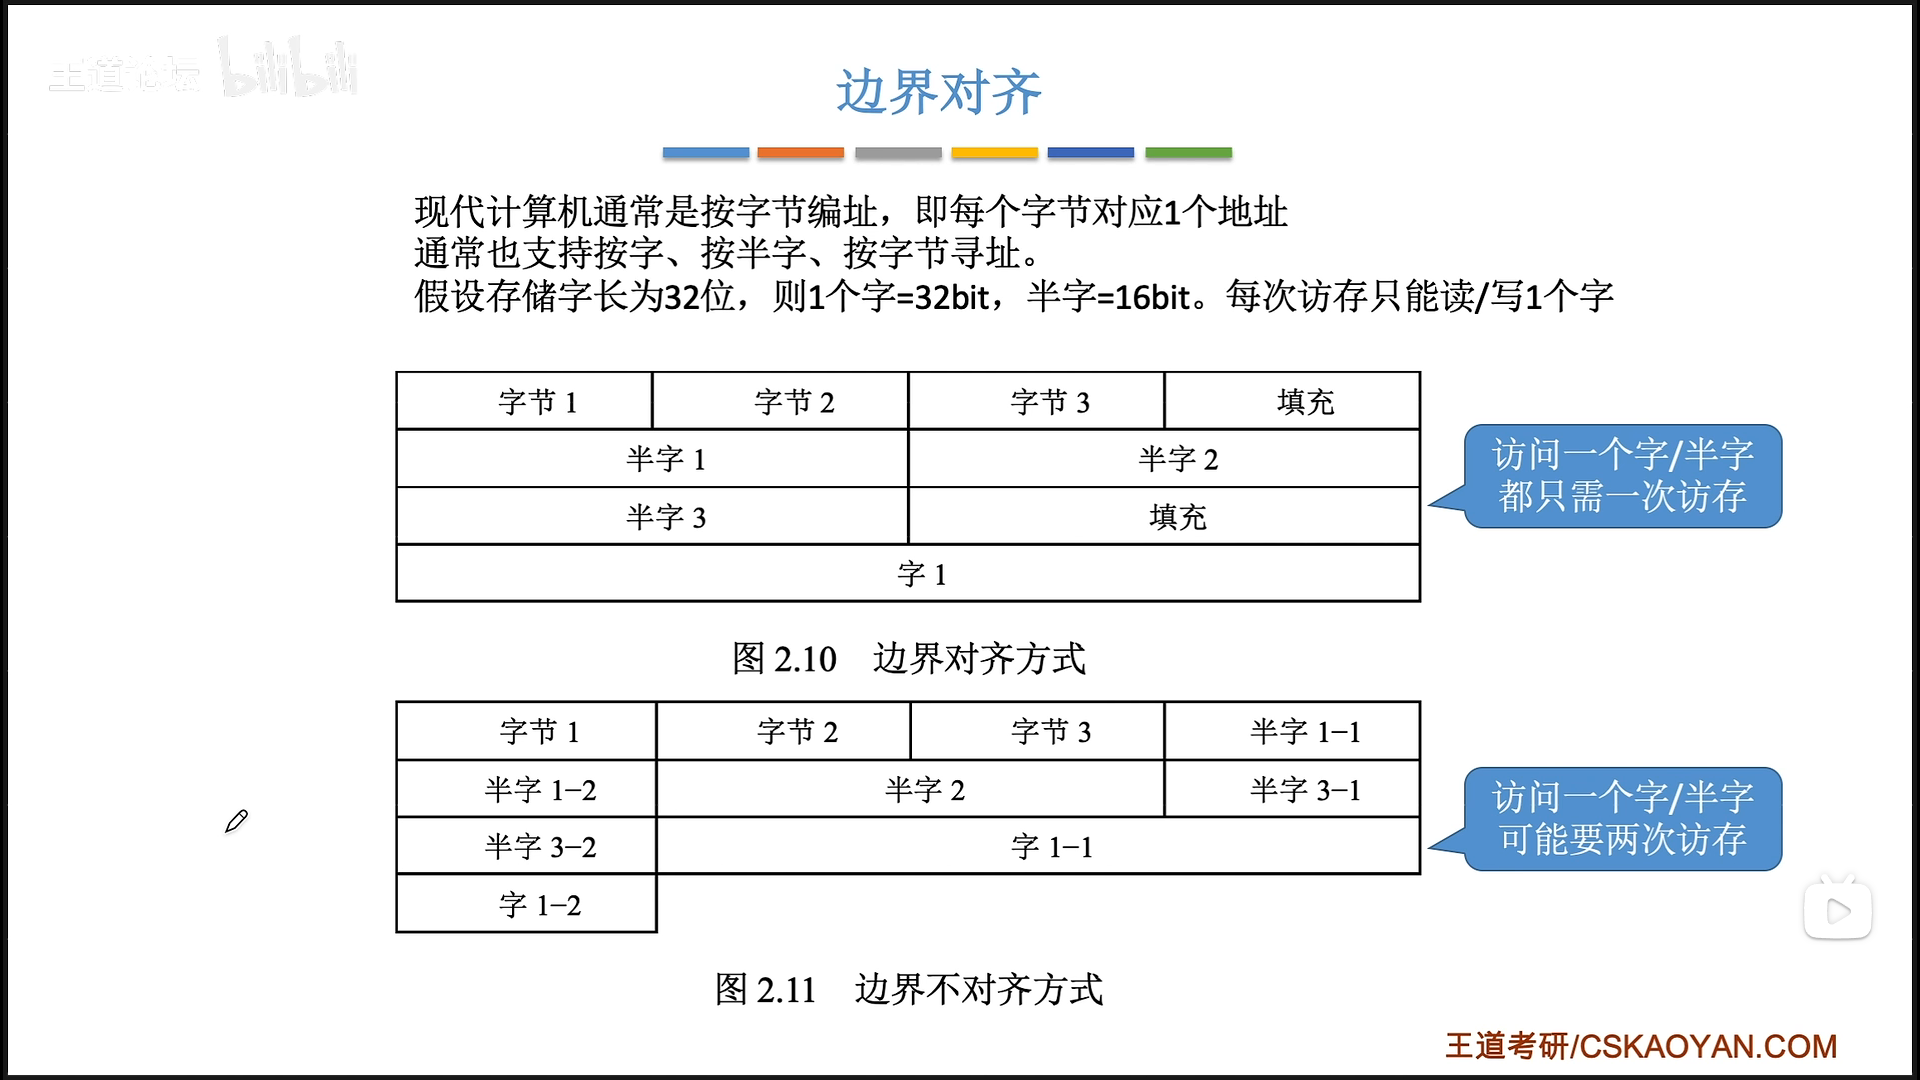 王道论坛 bilibili
边界对齐
现代计算机通常是按字节编址，即每个字节对应1个地址
通常也支持按字、按半字、按字节寻址。
假设存储字长为32位，则1个字=32bit，半字=16bit。每次访存只能读/写1个字
字节 1 字节 2 字节 3 填充
半字 1 半字 2
半字 3 填充
字 1
访问一个字/半字
都只需一次访存
图 2.10 边界对齐方式
字节 1 字节 2 字节 3 半字 1−1
半字 1−2 半字 2 半字 3−1
半字 3−2 字 1−1
字 1−2
访问一个字/半字
可能要两次访存
图 2.11 边界不对齐方式
王道考研/CSKAOYAN.COM